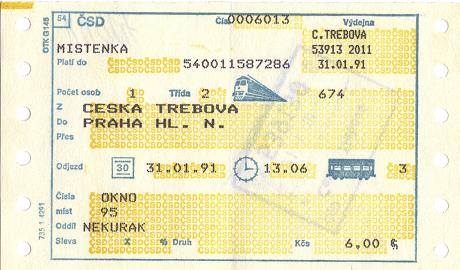 54 ČSD Čís. 0006013 Výdejna
C.TREBOVA
MISTENKA 53913 2011
Platí do 540011587286 31.01.91
Počet osob 1 Třída 2 674
Z CESKA TREBOVA
Do PRAHA HL. N.
Přes
Odjezd 30 31.01.91 13.06 3
Čísla OKNO
míst 95
Oddíl NEKURAK
Sleva X % Druh Kčs 6,00
OTK G 148
735 1 4291